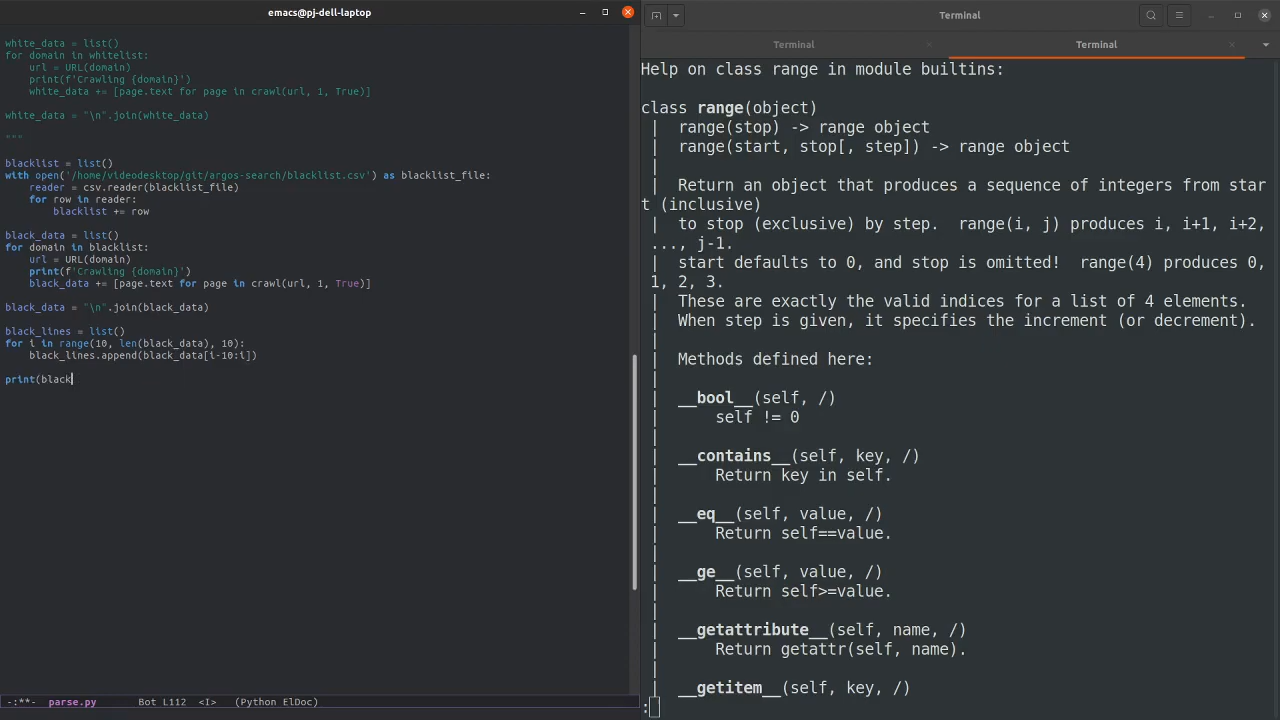 emacs@pj-dell-laptop
white_data = list()
for domain in whitelist:
    url = URL(domain)
    print(f'Crawling {domain}')
    white_data += [page.text for page in crawl(url, 1, True)]
white_data = "\n".join(white_data)
"""
blacklist = list()
with open('/home/videodesktop/git/argos-search/blacklist.csv') as blacklist_file:
    reader = csv.reader(blacklist_file)
    for row in reader:
        blacklist += row
black_data = list()
for domain in blacklist:
    url = URL(domain)
    print(f'Crawling {domain}')
    black_data += [page.text for page in crawl(url, 1, True)]
black_data = "\n".join(black_data)
black_lines = list()
for i in range(10, len(black_data), 10):
    black_lines.append(black_data[i-10:i])
print(black
-:**-  parse.py      Bot L112  <I>   (Python ElDoc)
Terminal
Terminal
Terminal
Help on class range in module builtins:
class range(object)
 |  range(stop) -> range object
 |  range(start, stop[, step]) -> range object
 |
 |  Return an object that produces a sequence of integers from star
t (inclusive)
 |  to stop (exclusive) by step.  range(i, j) produces i, i+1, i+2,
 ..., j-1.
 |  start defaults to 0, and stop is omitted!  range(4) produces 0,
 1, 2, 3.
 |  These are exactly the valid indices for a list of 4 elements.
 |  When step is given, it specifies the increment (or decrement).
 |
 |  Methods defined here:
 |
 |  __bool__(self, /)
 |      self != 0
 |
 |  __contains__(self, key, /)
 |      Return key in self.
 |
 |  __eq__(self, value, /)
 |      Return self==value.
 |
 |  __ge__(self, value, /)
 |      Return self>=value.
 |
 |  __getattribute__(self, name, /)
 |      Return getattr(self, name).
 |
 |  __getitem__(self, key, /)
: